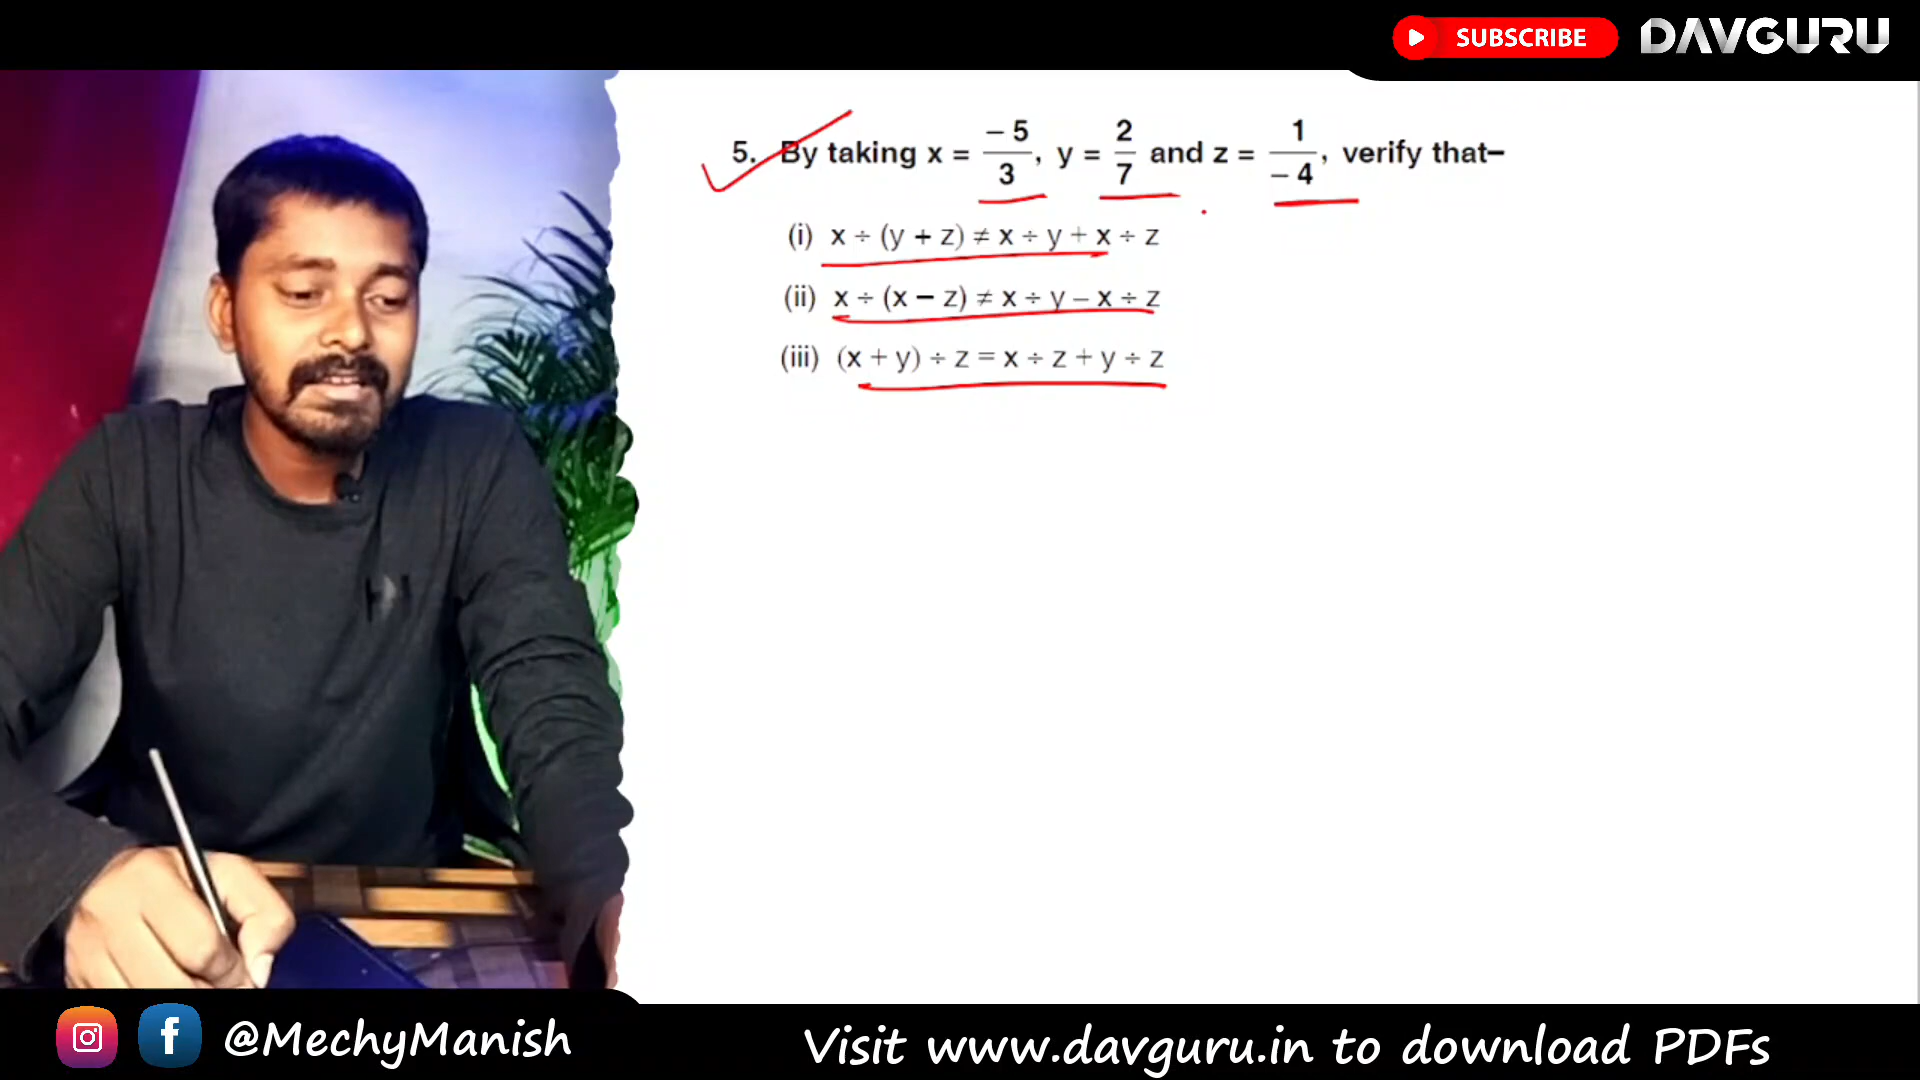 SUBSCRIBE DAVGURU
5. By taking x = -5/3, y = 2/7 and z = 1/-4, verify that–
(i) x ÷ (y + z) ≠ x ÷ y + x ÷ z
(ii) x ÷ (x – z) ≠ x ÷ y – x ÷ z
(iii) (x + y) ÷ z = x ÷ z + y ÷ z
@MechyManish
Visit www.davguru.in to download PDFs